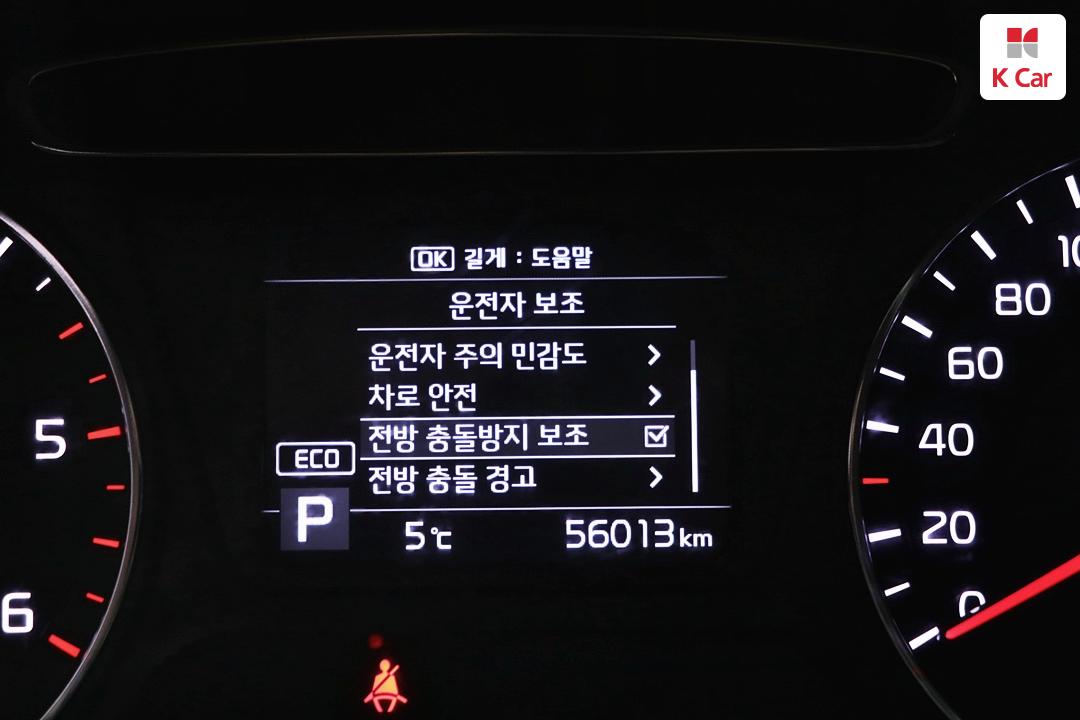 K Car
OK 길게 : 도움말
운전자 보조
운전자 주의 민감도
차로 안전
전방 충돌방지 보조
전방 충돌 경고
ECO
P
5℃
56013km
5
6
80
60
40
20
0